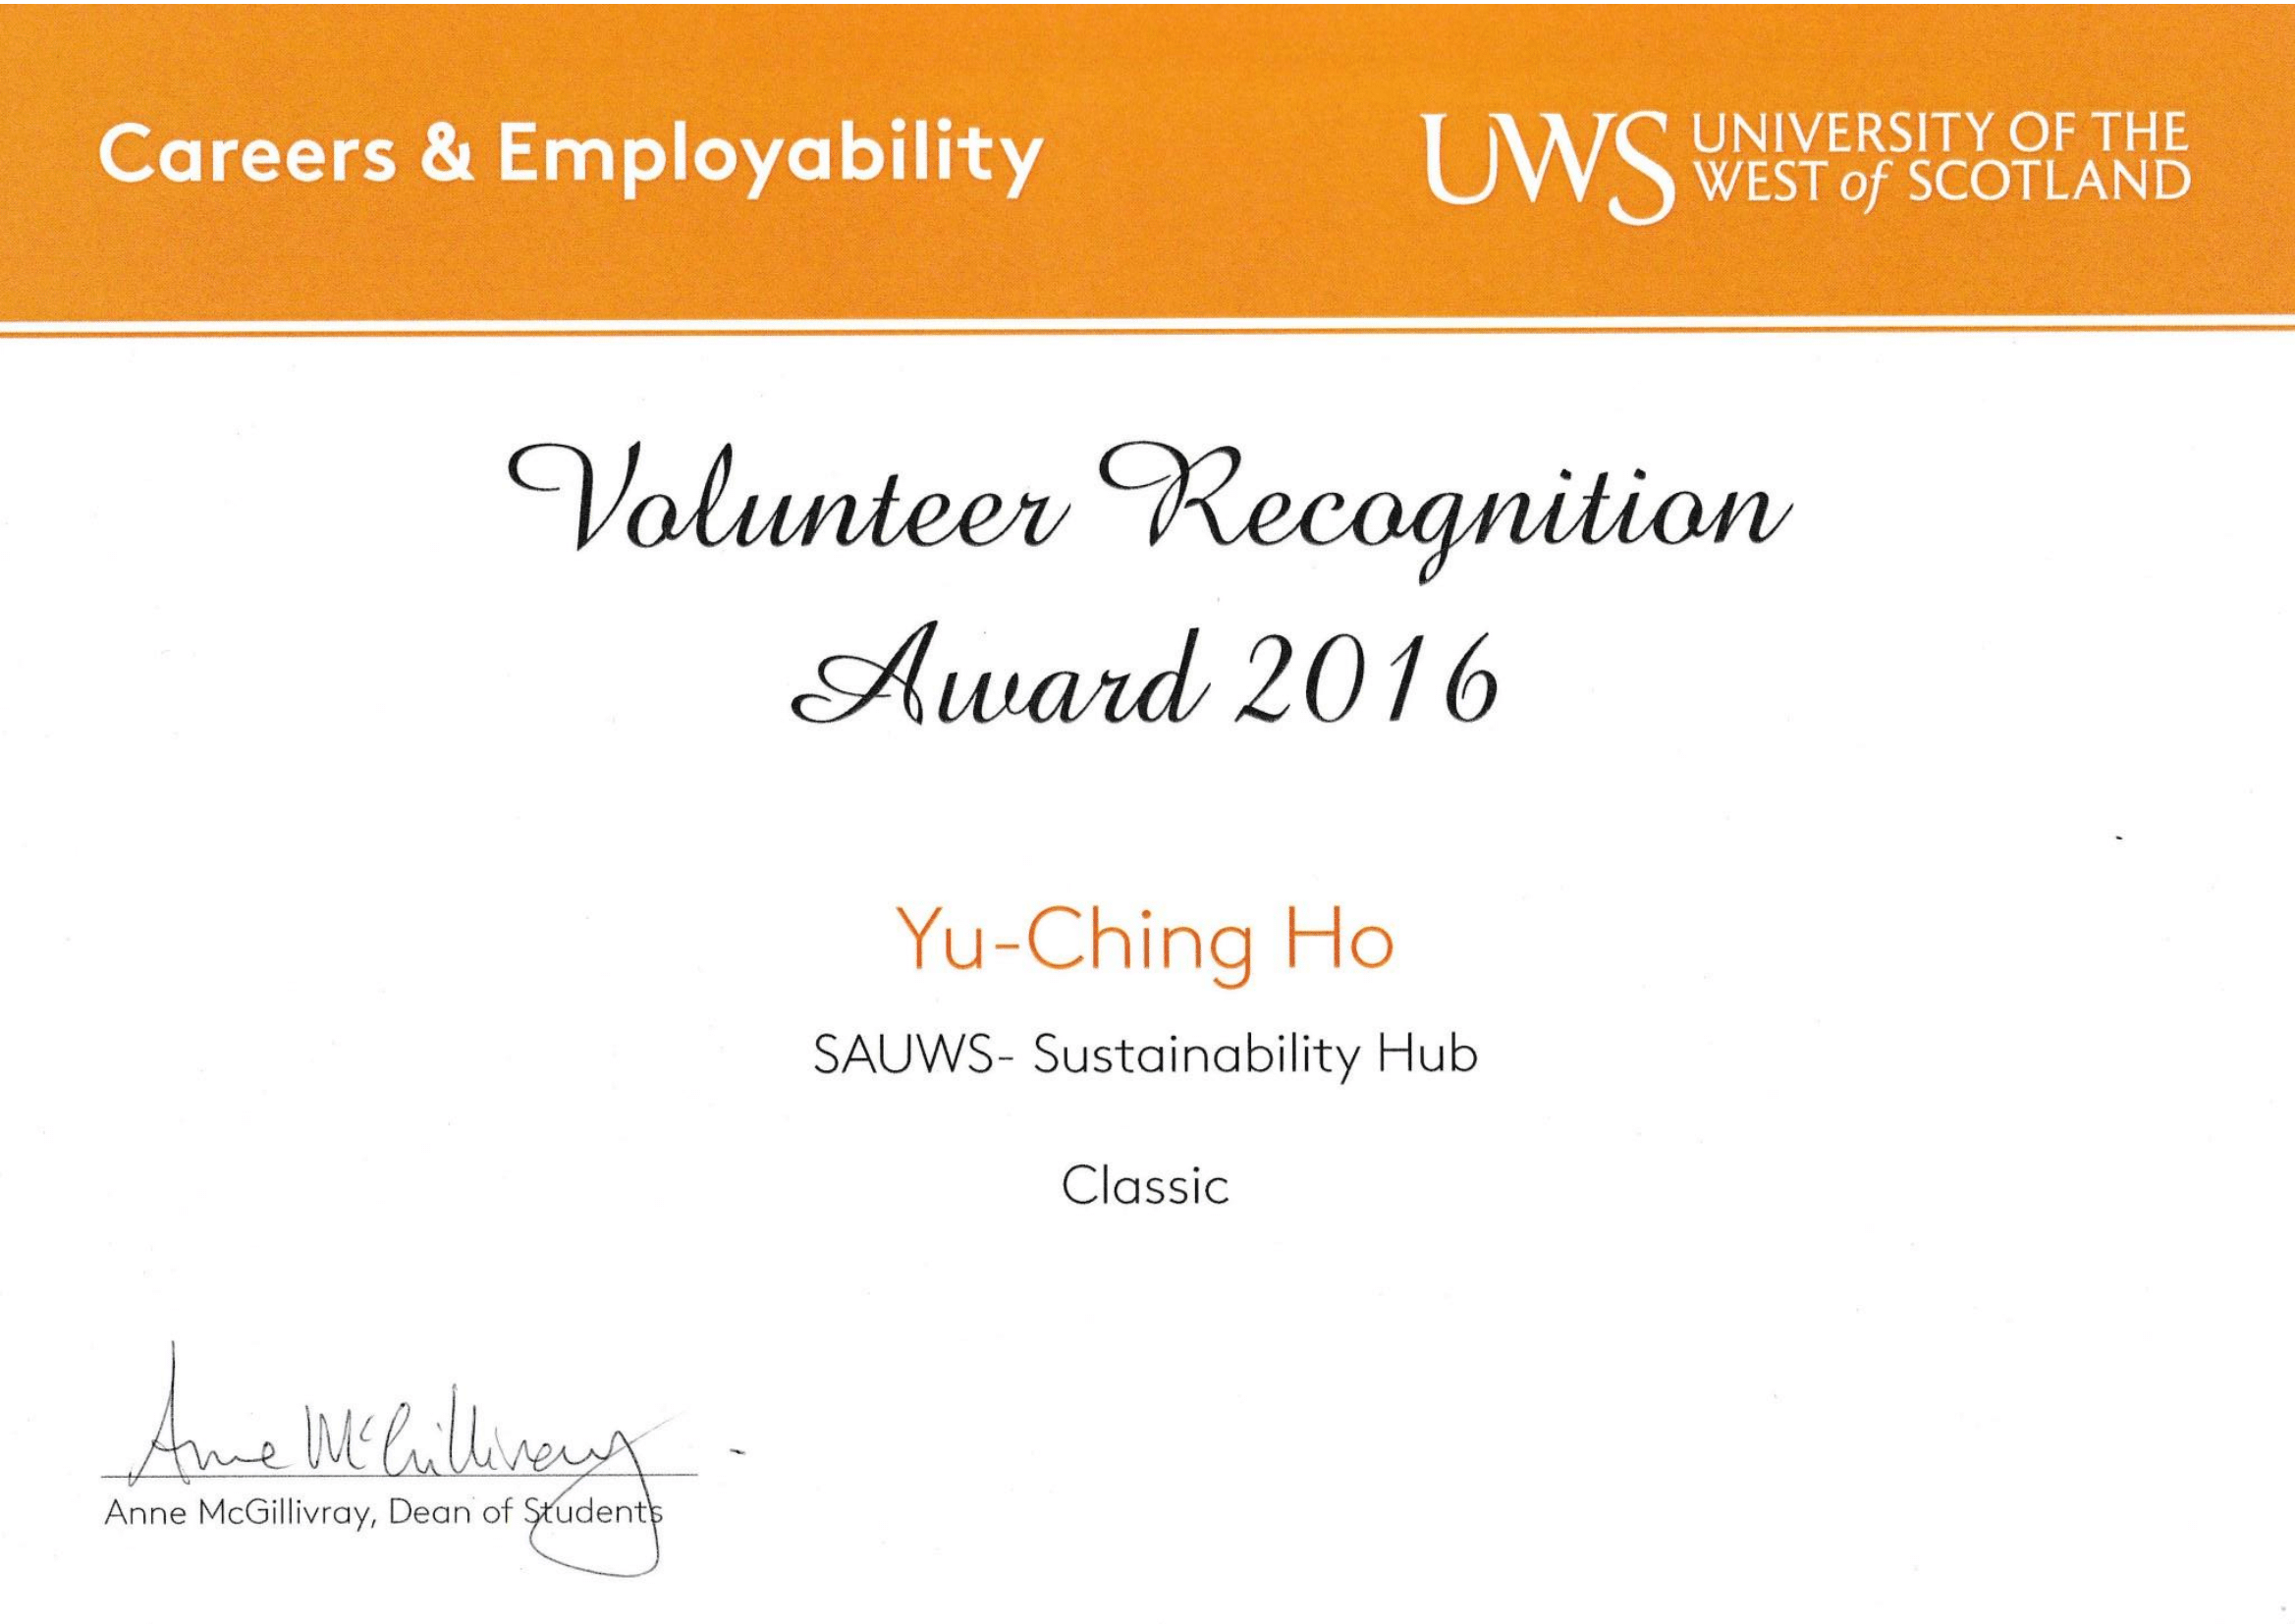 Careers & Employability
UWS UNIVERSITY OF THE
WEST of SCOTLAND
Volunteer Recognition
Award 2016
Yu-Ching Ho
SAUWS- Sustainability Hub
Classic
Anne McGillivray
Anne McGillivray, Dean of Students